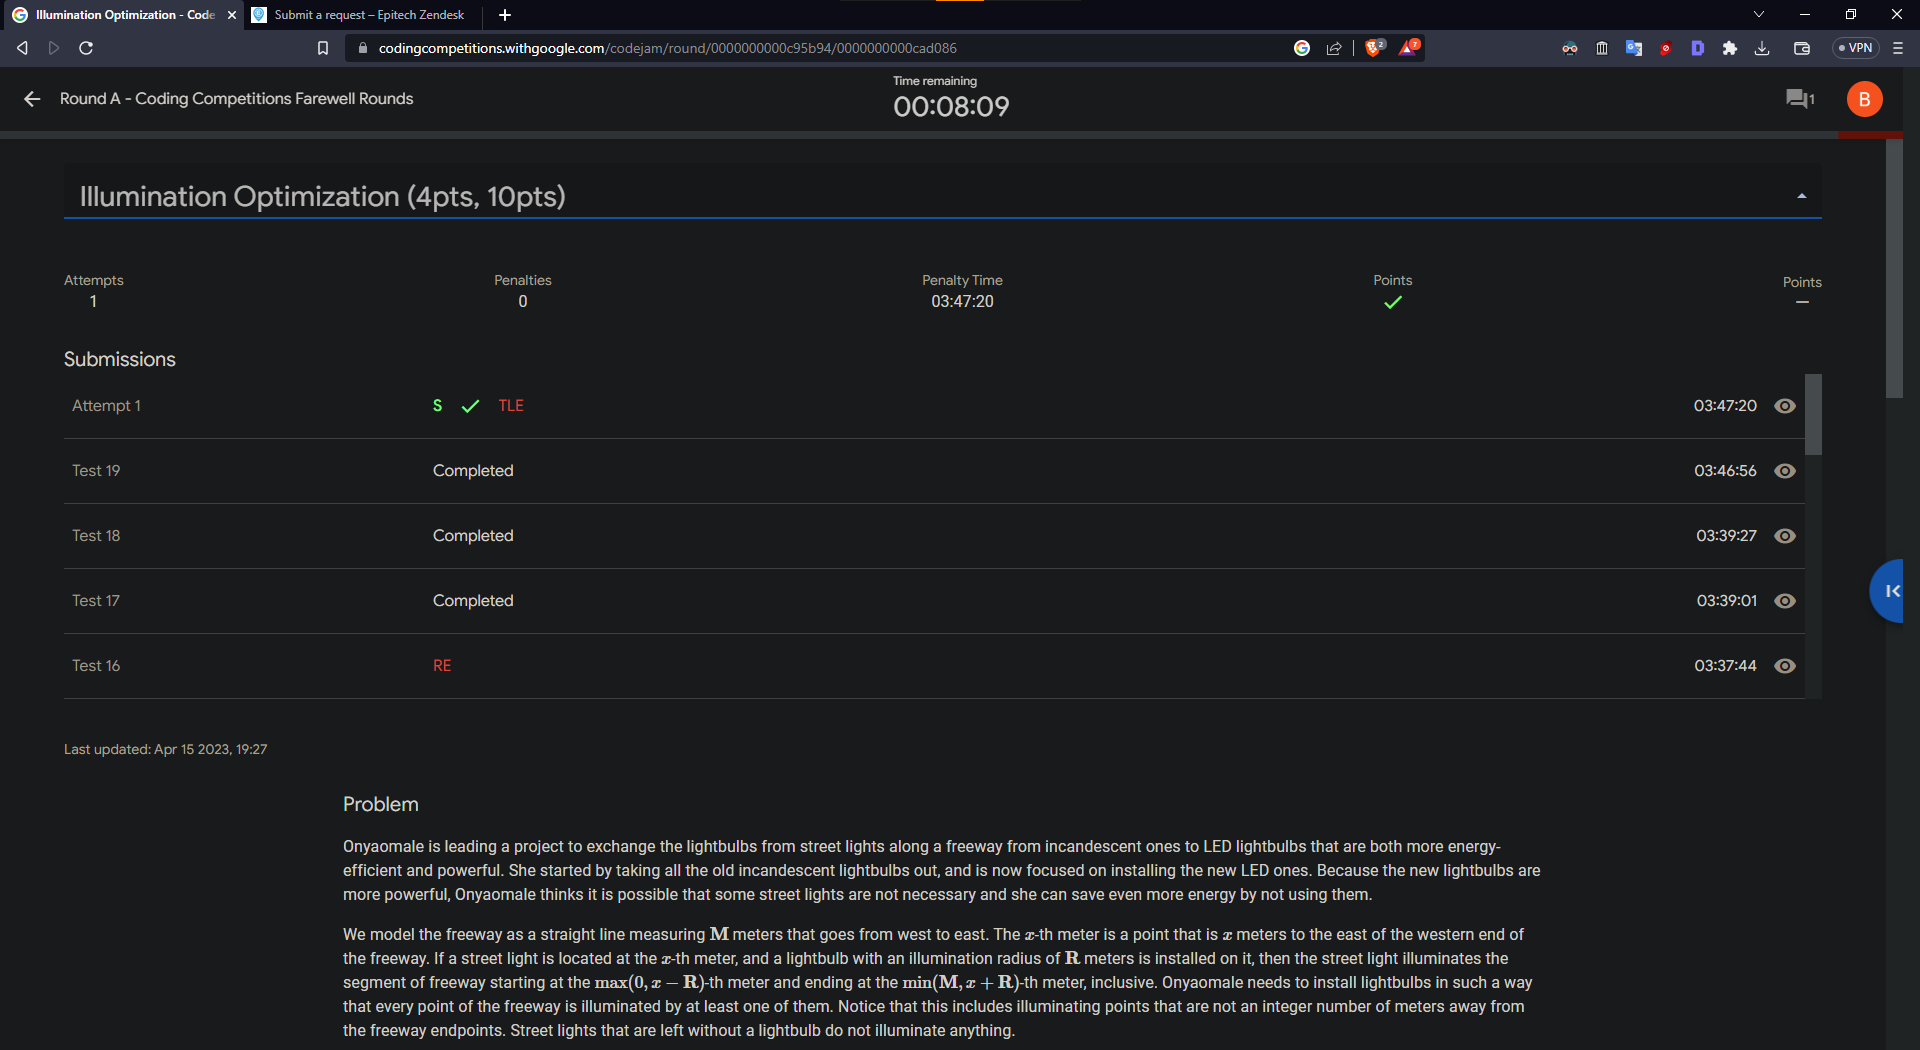 Illumination Optimization - Code
Submit a request – Epitech Zendesk
codingcompetitions.withgoogle.com/codejam/round/0000000000c95b94/0000000000cad086
2
7
VPN
Round A - Coding Competitions Farewell Rounds
Time remaining
00:08:09
1
B
Illumination Optimization (4pts, 10pts)
Attempts
1
Penalties
0
Penalty Time
03:47:20
Points
Points
—
Submissions
Attempt 1 S TLE 03:47:20
Test 19 Completed 03:46:56
Test 18 Completed 03:39:27
Test 17 Completed 03:39:01
Test 16 RE 03:37:44
Last updated: Apr 15 2023, 19:27
Problem
Onyaomale is leading a project to exchange the lightbulbs from street lights along a freeway from incandescent ones to LED lightbulbs that are both more energy-
efficient and powerful. She started by taking all the old incandescent lightbulbs out, and is now focused on installing the new LED ones. Because the new lightbulbs are
more powerful, Onyaomale thinks it is possible that some street lights are not necessary and she can save even more energy by not using them.
We model the freeway as a straight line measuring M meters that goes from west to east. The x-th meter is a point that is x meters to the east of the western end of
the freeway. If a street light is located at the x-th meter, and a lightbulb with an illumination radius of R meters is installed on it, then the street light illuminates the
segment of freeway starting at the max(0, x − R)-th meter and ending at the min(M, x + R)-th meter, inclusive. Onyaomale needs to install lightbulbs in such a way
that every point of the freeway is illuminated by at least one of them. Notice that this includes illuminating points that are not an integer number of meters away from
the freeway endpoints. Street lights that are left without a lightbulb do not illuminate anything.